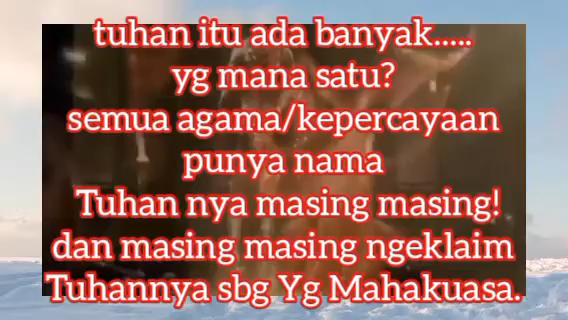 tuhan itu ada banyak.....
yg mana satu?
semua agama/kepercayaan
punya nama
Tuhan nya masing masing!
dan masing masing ngeklaim
Tuhannya sbg Yg Mahakuasa.